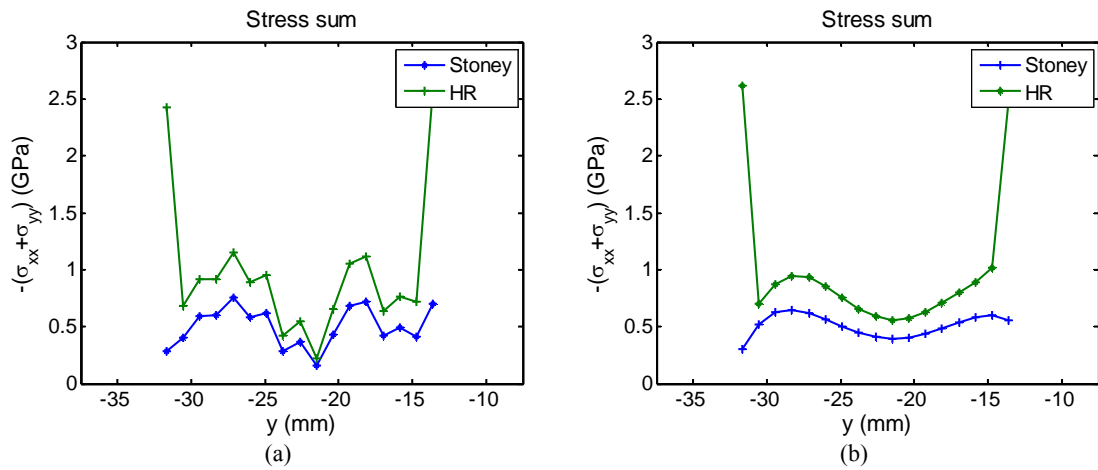 Stress sum
3
2.5
2
1.5
1
0.5
0
-(σxx+σyy) (GPa)
Stoney
HR
-35 -30 -25 -20 -15 -10
y (mm)
(a)
Stress sum
3
2.5
2
1.5
1
0.5
0
-(σxx+σyy) (GPa)
Stoney
HR
-35 -30 -25 -20 -15 -10
y (mm)
(b)